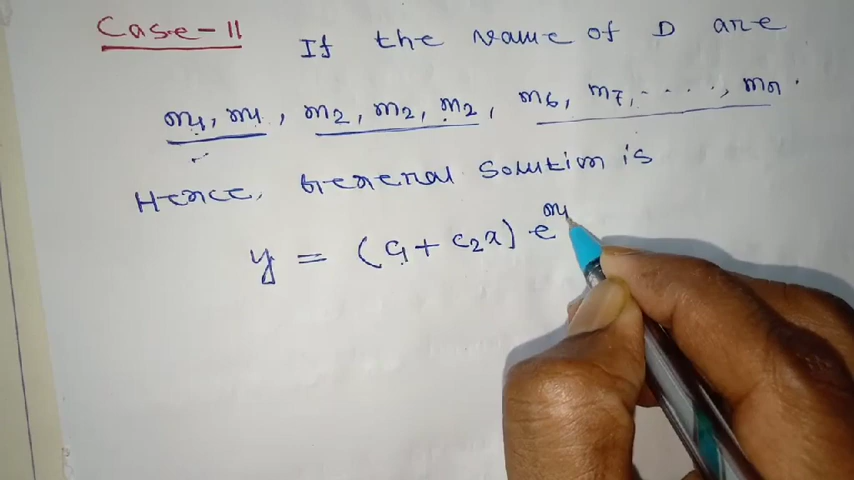 Case-II If the value of D are
m₁, m₁, m₂, m₂, m₂, m₆, m₇, ....., mₙ.
Hence, General Solution is
y = (c₁ + c₂x) e^m₁